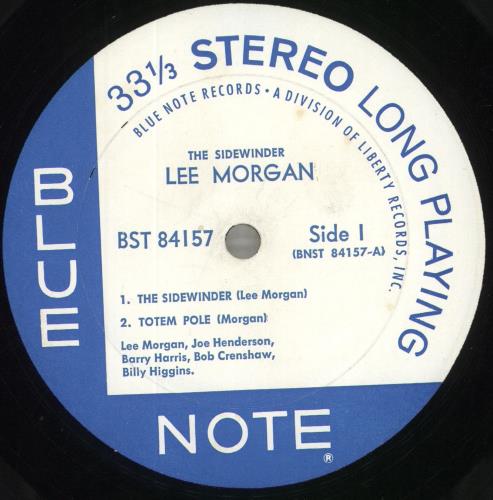 33⅓ STEREO LONG PLAYING
BLUE NOTE RECORDS • A DIVISION OF LIBERTY RECORDS, INC.
THE SIDEWINDER
LEE MORGAN
BST 84157
Side 1
(BNST 84157-A)
1. THE SIDEWINDER (Lee Morgan)
2. TOTEM POLE (Morgan)
Lee Morgan, Joe Henderson,
Barry Harris, Bob Crenshaw,
Billy Higgins.
BLUE
NOTE®